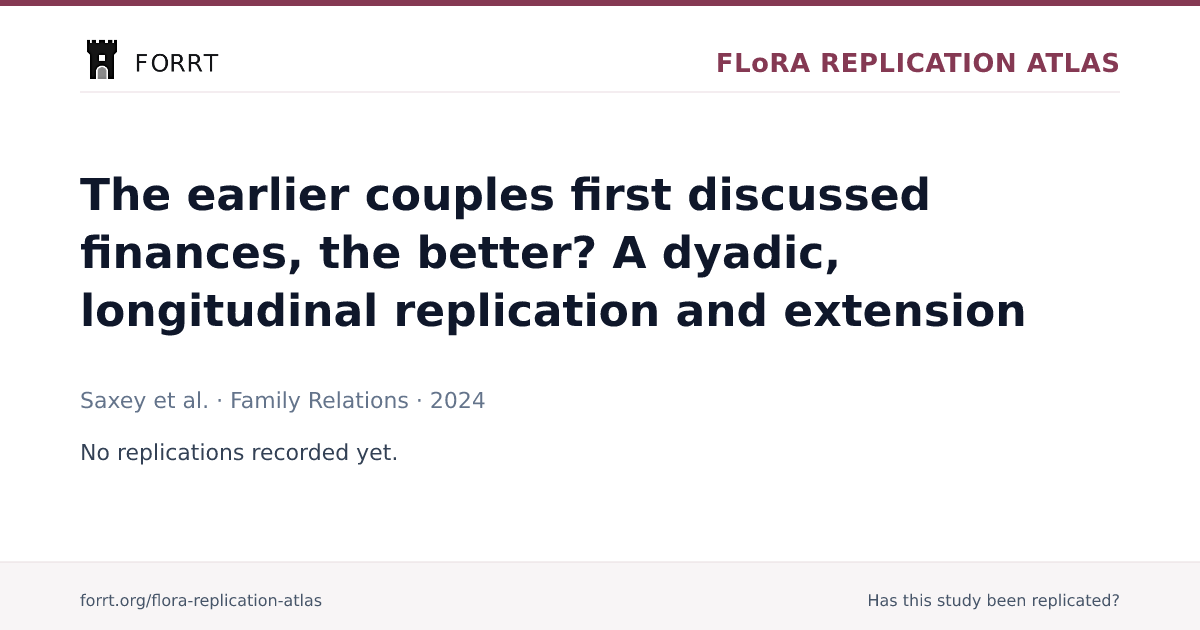 FORRT
FLoRA REPLICATION ATLAS
The earlier couples first discussed
finances, the better? A dyadic,
longitudinal replication and extension
Saxey et al. · Family Relations · 2024
No replications recorded yet.
forrt.org/flora-replication-atlas
Has this study been replicated?